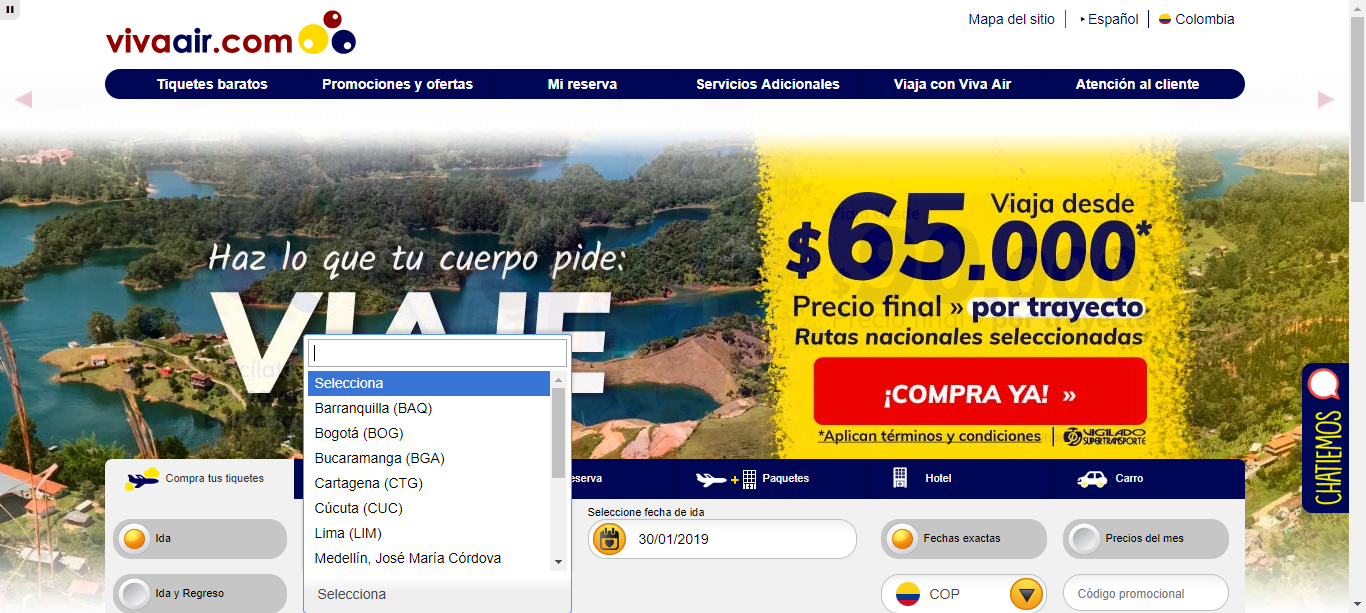 vivaair.com
Mapa del sitio
Español
Colombia
Tiquetes baratos
Promociones y ofertas
Mi reserva
Servicios Adicionales
Viaja con Viva Air
Atención al cliente
Haz lo que tu cuerpo pide:
VIAJE
Viaja desde
$65.000*
Precio final » por trayecto
Rutas nacionales seleccionadas
¡COMPRA YA! »
*Aplican términos y condiciones
VIGILADO
SUPERTRANSPORTE
CHATIEMOS
Selecciona
Barranquilla (BAQ)
Bogotá (BOG)
Bucaramanga (BGA)
Cartagena (CTG)
Cúcuta (CUC)
Lima (LIM)
Medellín, José María Córdova
Selecciona
Compra tus tiquetes
eserva
Paquetes
Hotel
Carro
Ida
Ida y Regreso
Seleccione fecha de ida
30/01/2019
Fechas exactas
Precios del mes
COP
Código promocional